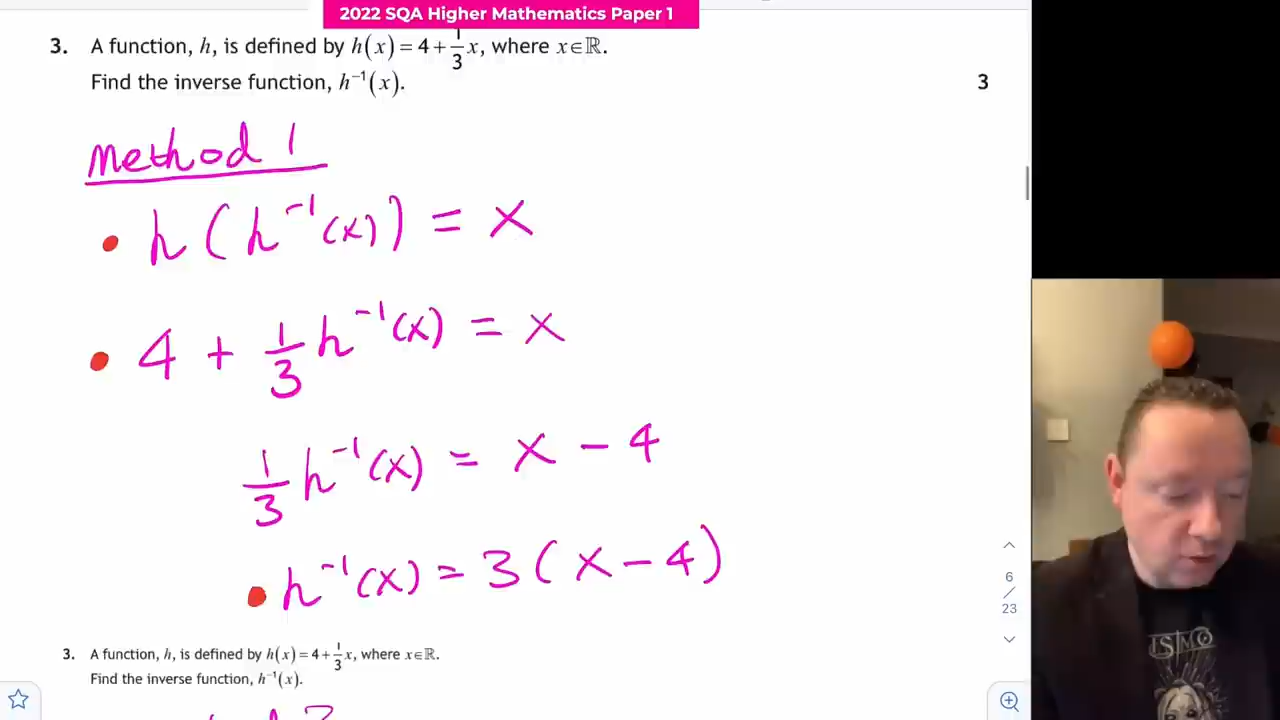 2022 SQA Higher Mathematics Paper 1
3. A function, h, is defined by h(x) = 4 + 1/3 x, where x∈ℝ.
Find the inverse function, h⁻¹(x). 3
Method 1
• h(h⁻¹(x)) = x
• 4 + 1/3 h⁻¹(x) = x
1/3 h⁻¹(x) = x − 4
• h⁻¹(x) = 3(x − 4)
6
/
23
3. A function, h, is defined by h(x) = 4 + 1/3 x, where x∈ℝ.
Find the inverse function, h⁻¹(x).